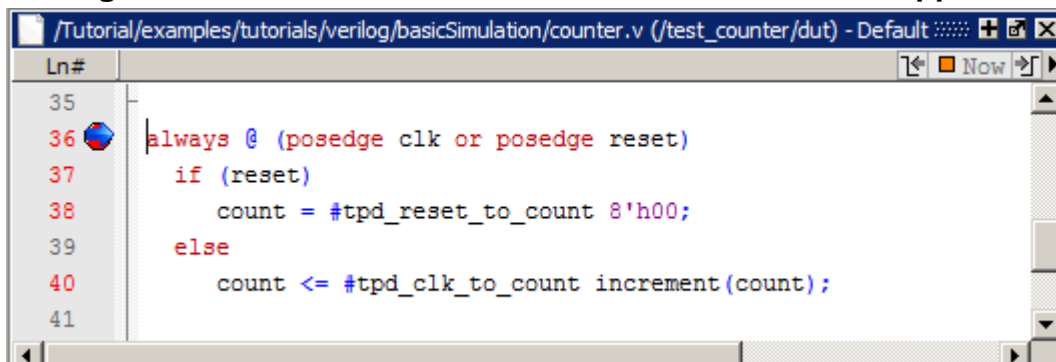 /Tutorial/examples/tutorials/verilog/basicSimulation/counter.v (/test_counter/dut) - Default
Ln#
Now
35
36 always @ (posedge clk or posedge reset)
37 if (reset)
38 count = #tpd_reset_to_count 8'h00;
39 else
40 count <= #tpd_clk_to_count increment(count);
41